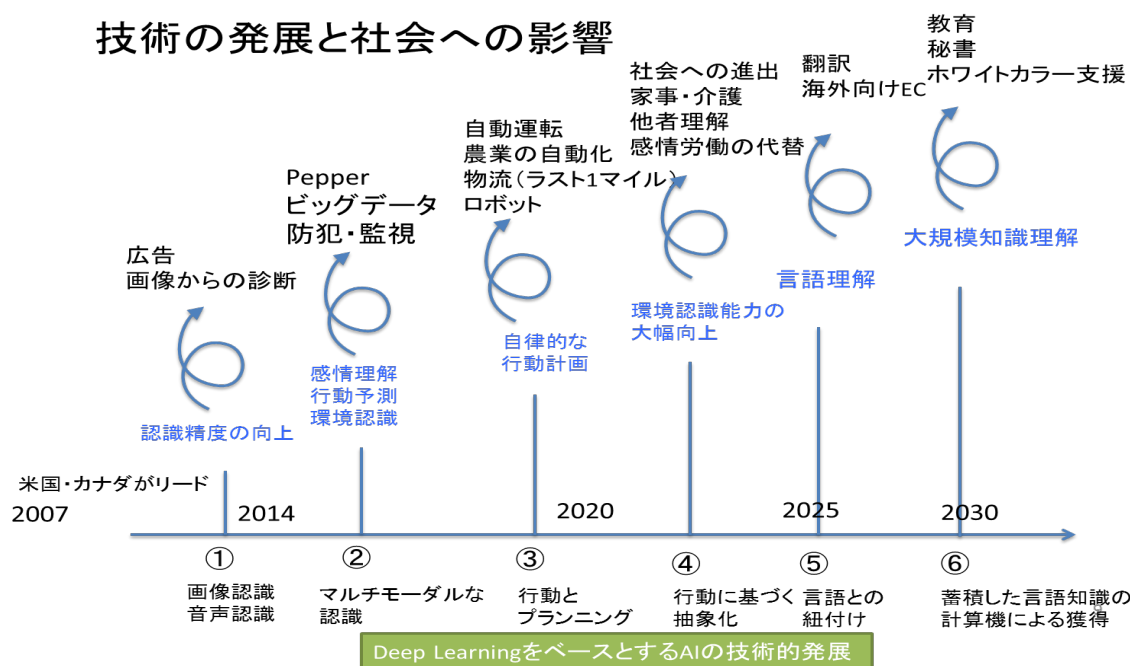 技術の発展と社会への影響
広告
画像からの診断
認識精度の向上
Pepper
ビッグデータ
防犯・監視
感情理解
行動予測
環境認識
自動運転
農業の自動化
物流(ラスト1マイル)
ロボット
自律的な
行動計画
社会への進出
家事・介護
他者理解
感情労働の代替
環境認識能力の
大幅向上
翻訳
海外向けEC
言語理解
教育
秘書
ホワイトカラー支援
大規模知識理解
米国・カナダがリード
2007
2014
2020
2025
2030
①
画像認識
音声認識
②
マルチモーダルな
認識
③
行動と
プランニング
④
行動に基づく
抽象化
⑤
言語との
紐付け
⑥
蓄積した言語知識の
計算機による獲得
Deep LearningをベースとするAIの技術的発展